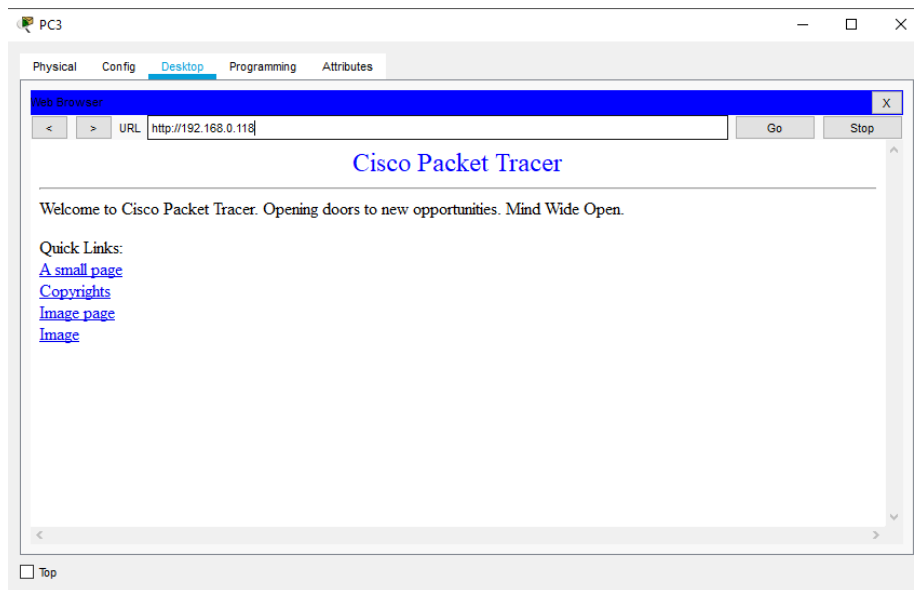 PC3
Physical Config Desktop Programming Attributes
Web Browser X
< > URL http://192.168.0.118 Go Stop
Cisco Packet Tracer
Welcome to Cisco Packet Tracer. Opening doors to new opportunities. Mind Wide Open.
Quick Links:
A small page
Copyrights
Image page
Image
Top